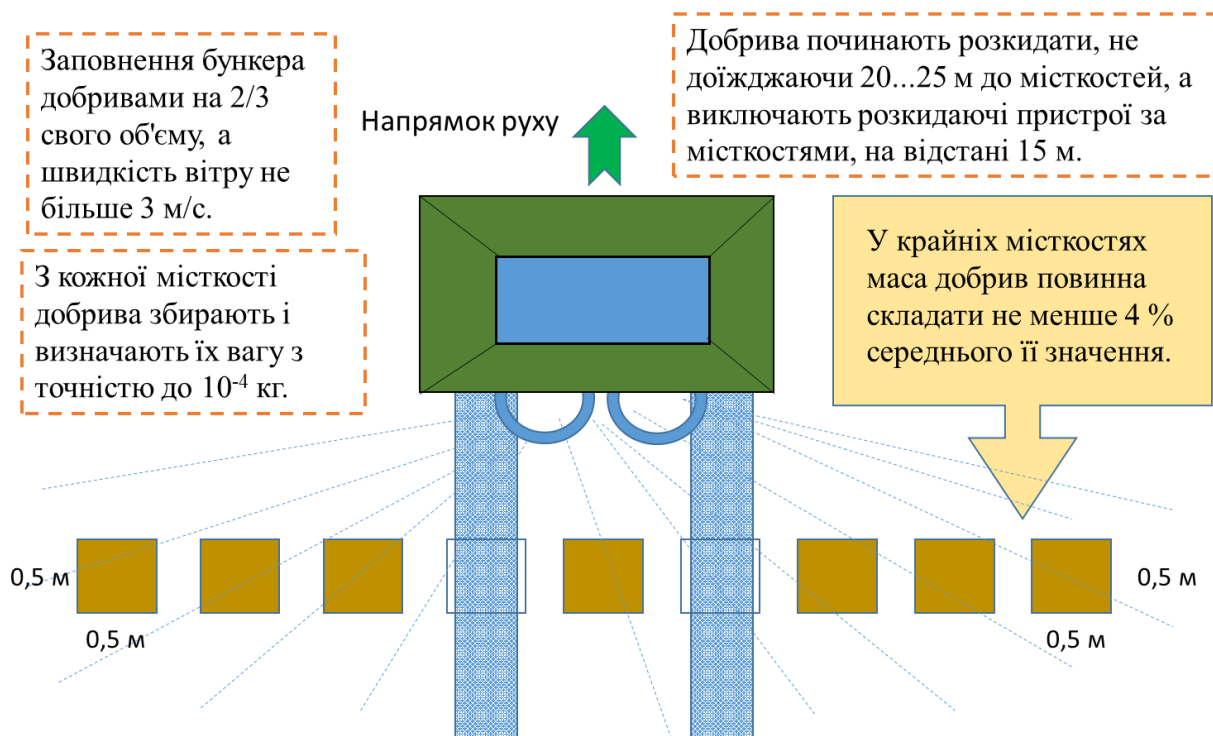 Заповнення бункера
добривами на 2/3
свого об'єму, а
швидкість вітру не
більше 3 м/с.
З кожної місткості
добрива збирають і
визначають їх вагу з
точністю до 10⁻⁴ кг.
Напрямок руху
Добрива починають розкидати, не
доїжджаючи 20...25 м до місткостей, а
виключають розкидаючі пристрої за
місткостями, на відстані 15 м.
У крайніх місткостях
маса добрив повинна
складати не менше 4 %
середнього її значення.
0,5 м
0,5 м
0,5 м
0,5 м